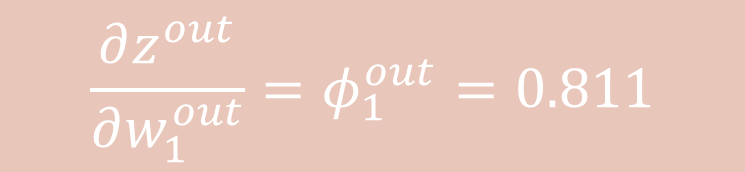 ∂z^out / ∂w_1^out = ϕ_1^out = 0.811